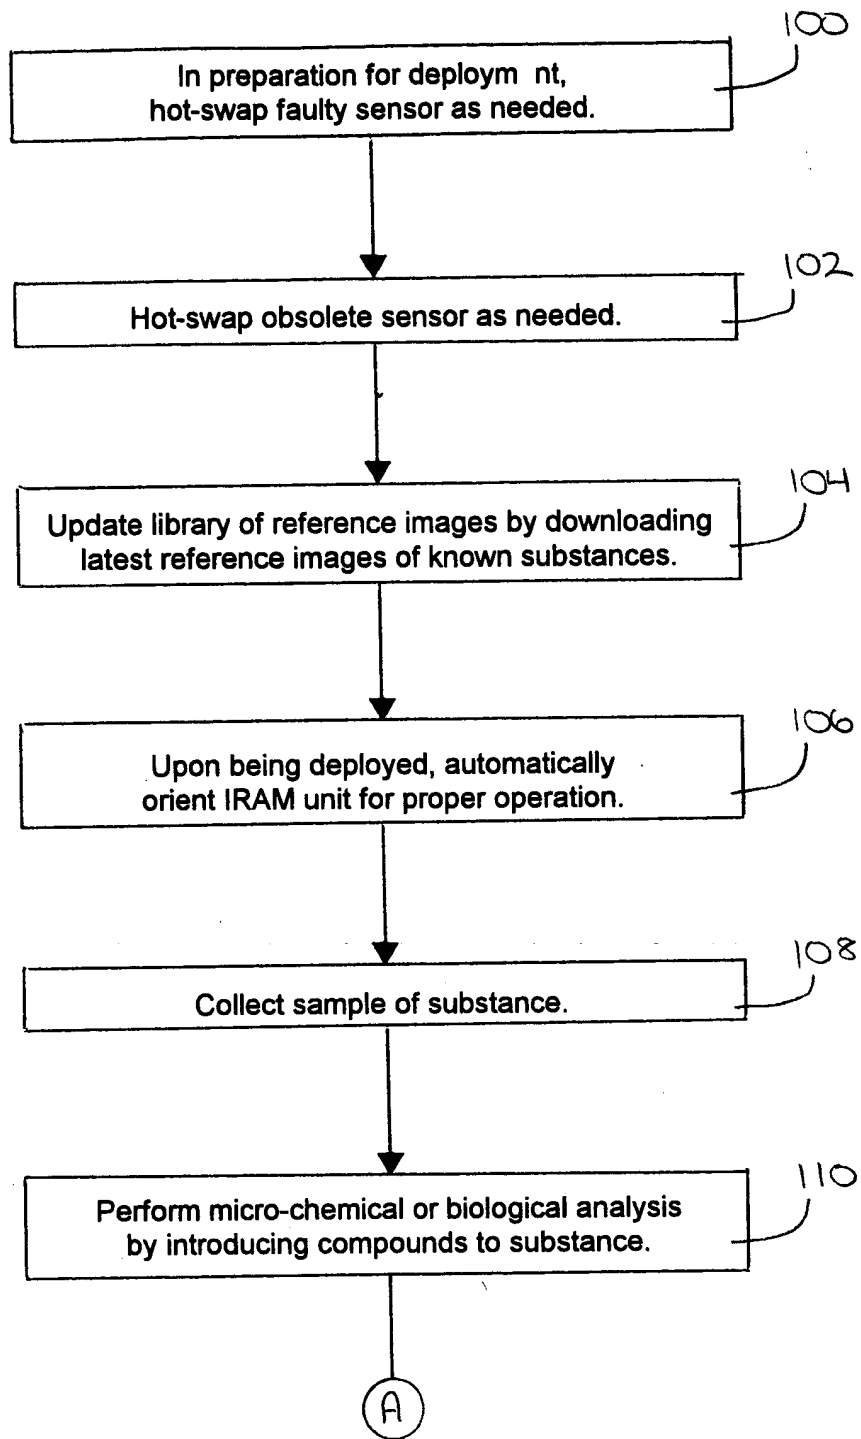 100
In preparation for deploym nt,
hot-swap faulty sensor as needed.
102
Hot-swap obsolete sensor as needed.
104
Update library of reference images by downloading
latest reference images of known substances.
106
Upon being deployed, automatically
orient IRAM unit for proper operation.
108
Collect sample of substance.
110
Perform micro-chemical or biological analysis
by introducing compounds to substance.
A